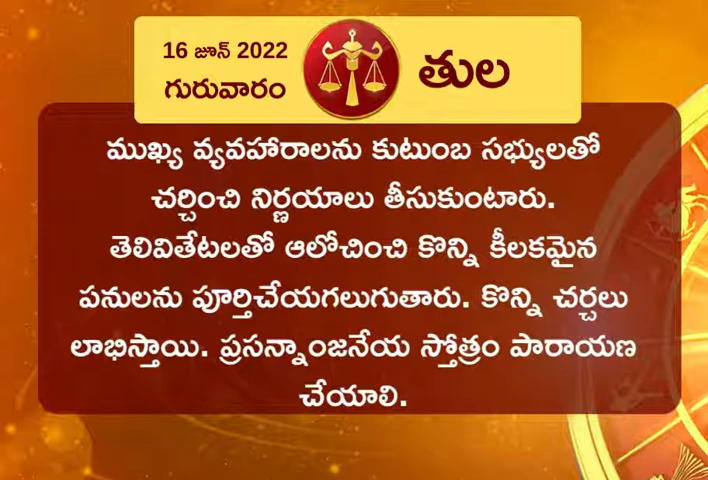 16 జూన్ 2022
గురువారం
తుల
ముఖ్య వ్యవహారాలను కుటుంబ సభ్యులతో
చర్చించి నిర్ణయాలు తీసుకుంటారు.
తెలివితేటలతో ఆలోచించి కొన్ని కీలకమైన
పనులను పూర్తిచేయగలుగుతారు. కొన్ని చర్చలు
లాభిస్తాయి. ప్రసన్నాంజనేయ స్తోత్రం పారాయణ
చేయాలి.